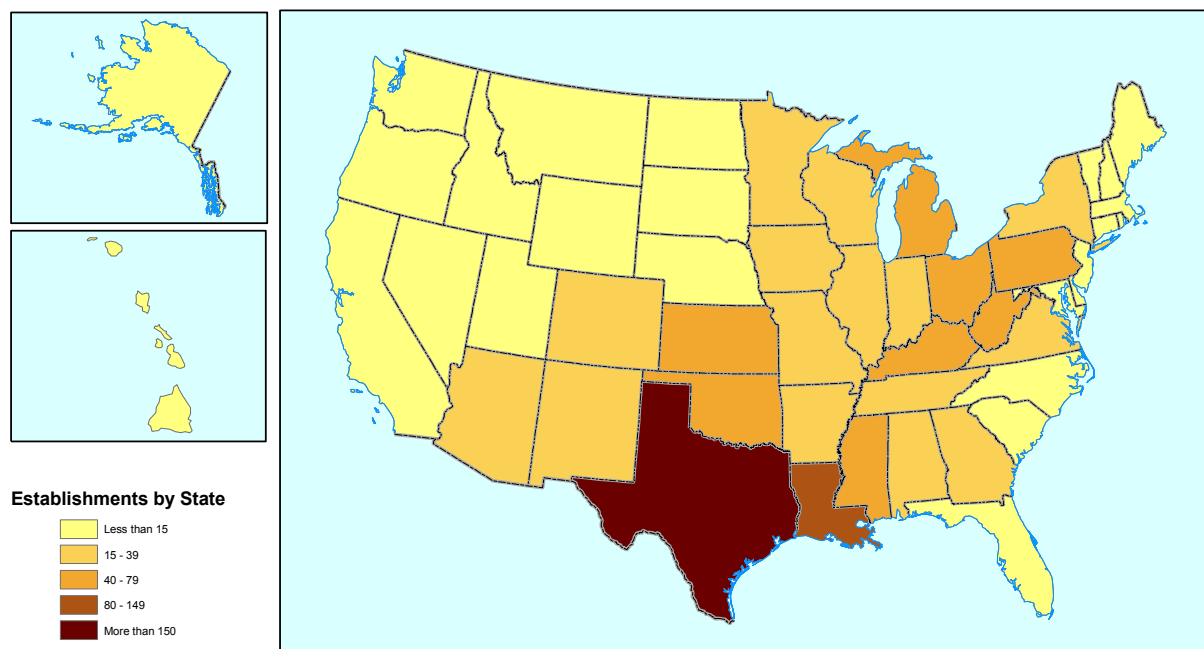 Establishments by State
Less than 15
15 - 39
40 - 79
80 - 149
More than 150